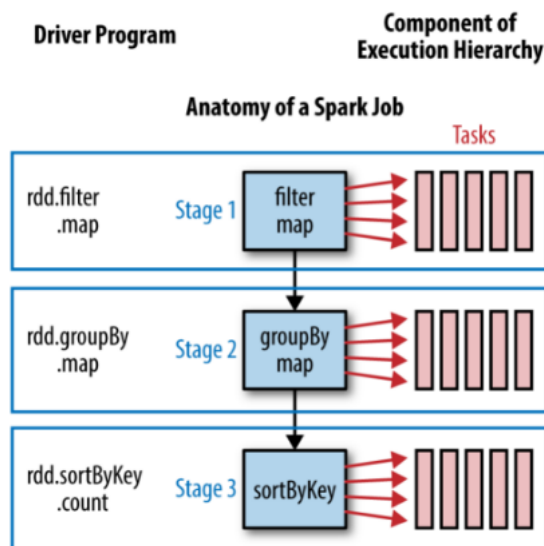 Driver Program
Component of
Execution Hierarchy
Anatomy of a Spark Job
Tasks
rdd.filter
.map
Stage 1
filter
map
rdd.groupBy
.map
Stage 2
groupBy
map
rdd.sortByKey
.count
Stage 3
sortByKey